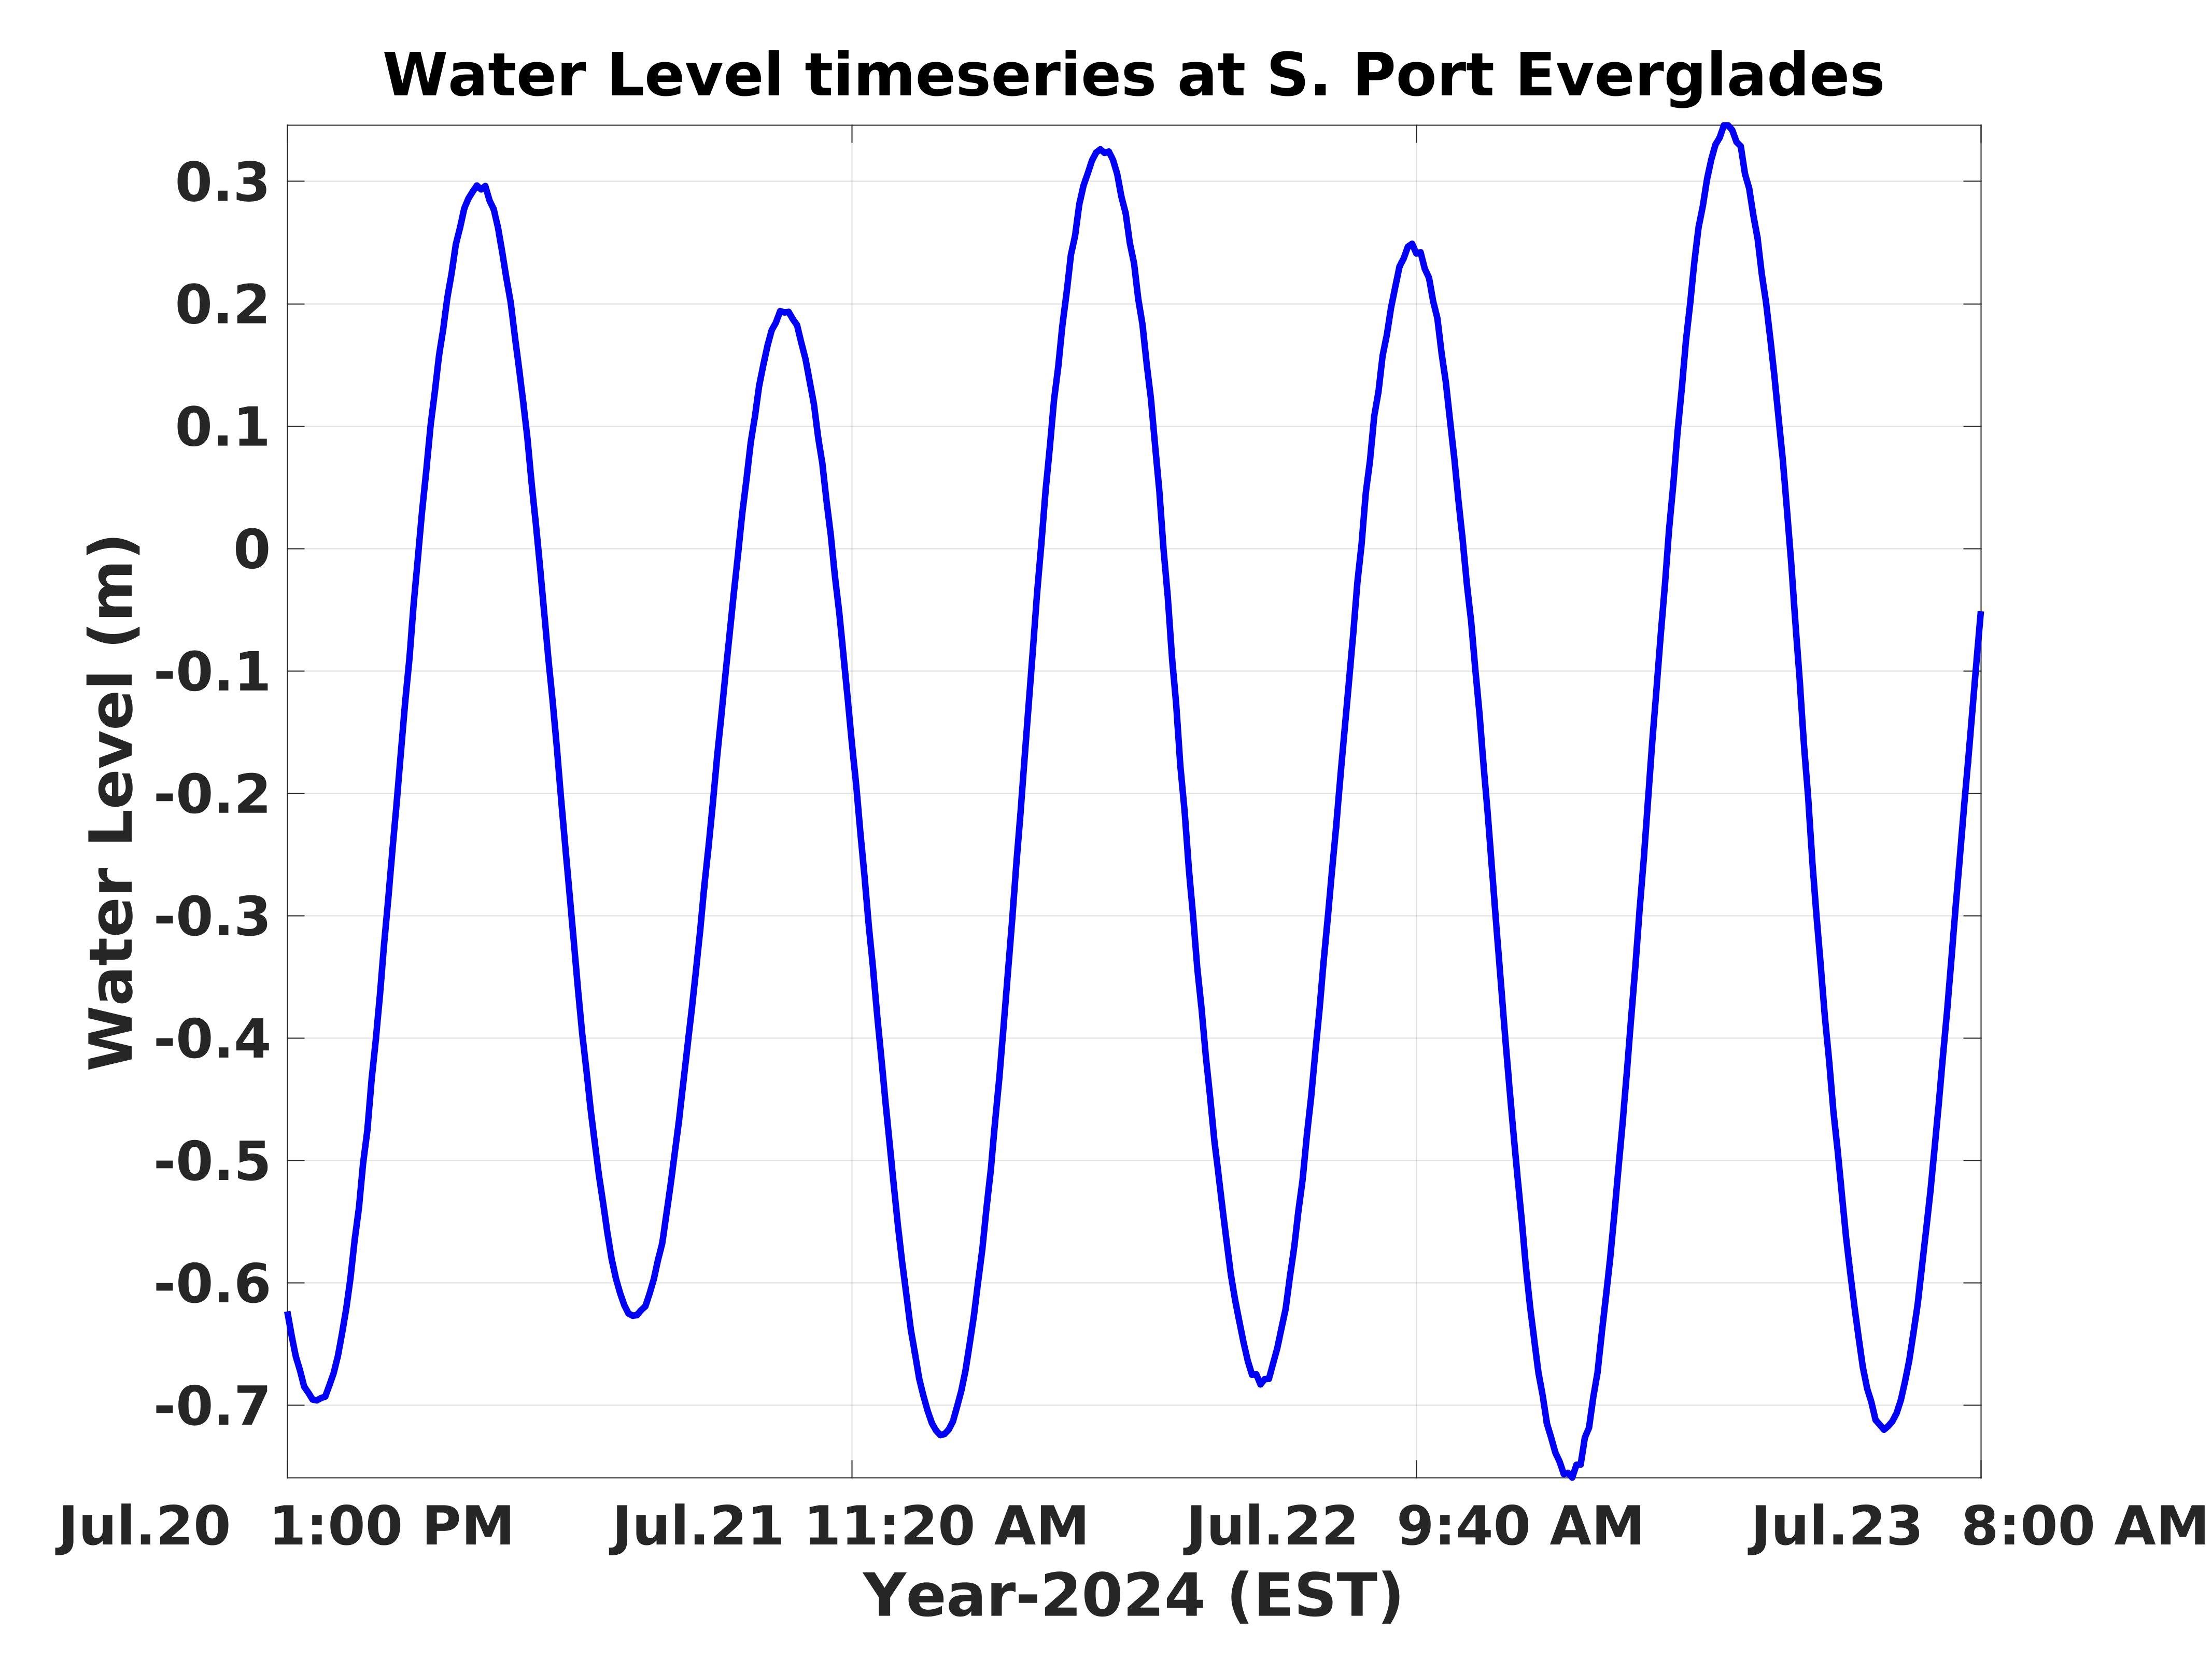 Water Level timeseries at S. Port Everglades
Water Level (m)
0.3
0.2
0.1
0
-0.1
-0.2
-0.3
-0.4
-0.5
-0.6
-0.7
Jul.20 1:00 PM Jul.21 11:20 AM Jul.22 9:40 AM Jul.23 8:00 AM
Year-2024 (EST)